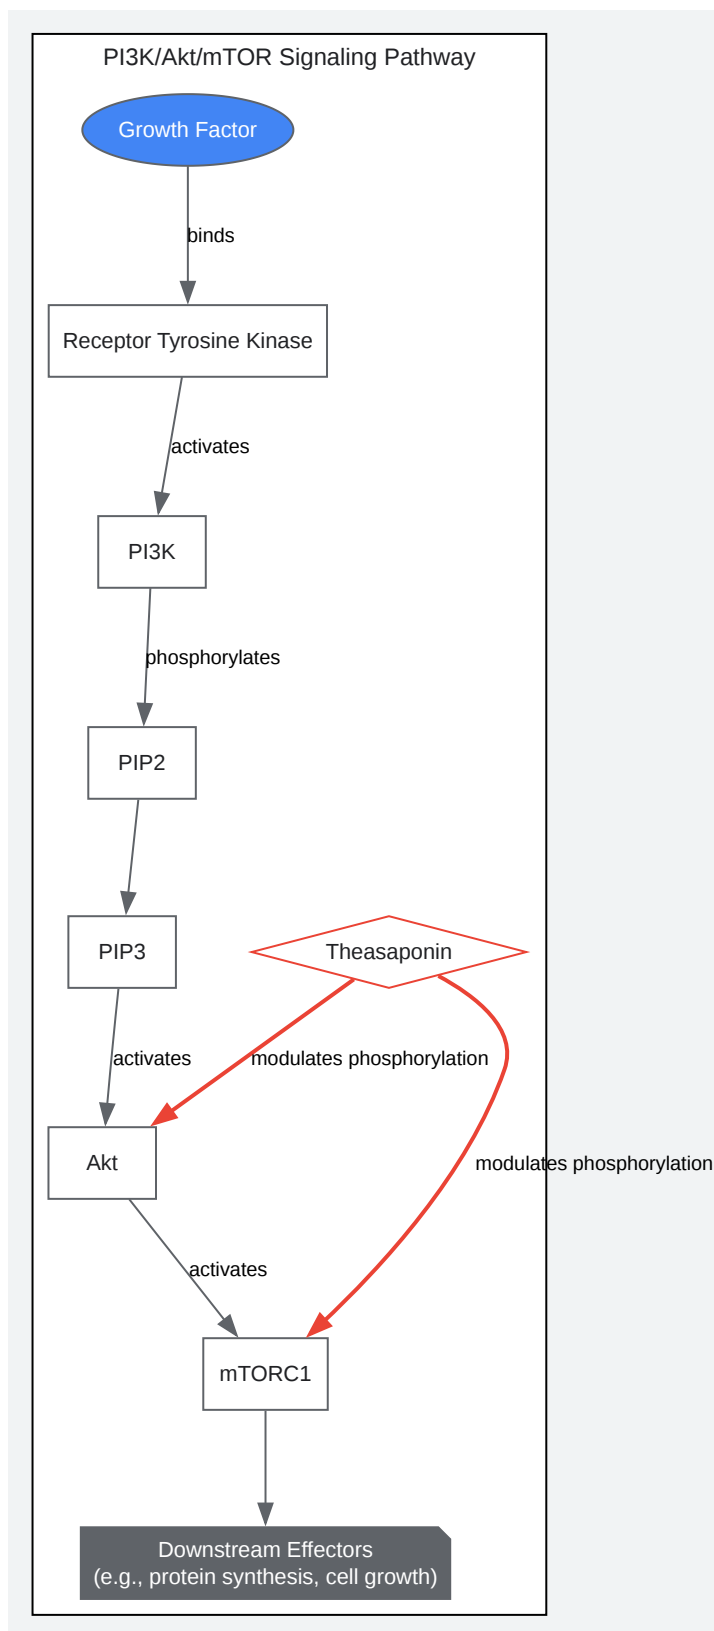 PI3K/Akt/mTOR Signaling Pathway
Growth Factor
binds
Receptor Tyrosine Kinase
activates
PI3K
phosphorylates
PIP2
PIP3
Theasaponin
activates
modulates phosphorylation
Akt
modulates phosphorylation
activates
mTORC1
Downstream Effectors
(e.g., protein synthesis, cell growth)